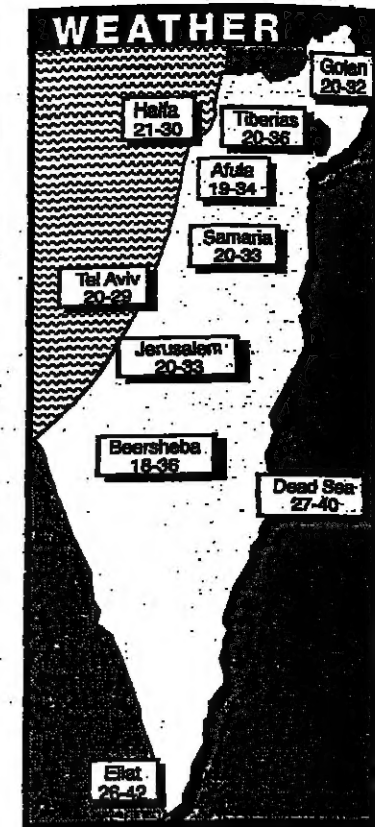 WEATHER
Golan
20-32
Haifa
21-30
Tiberias
20-36
Afula
19-34
Samaria
20-33
Tel Aviv
20-29
Jerusalem
20-33
Beersheba
18-36
Dead Sea
27-40
Eilat
26-42